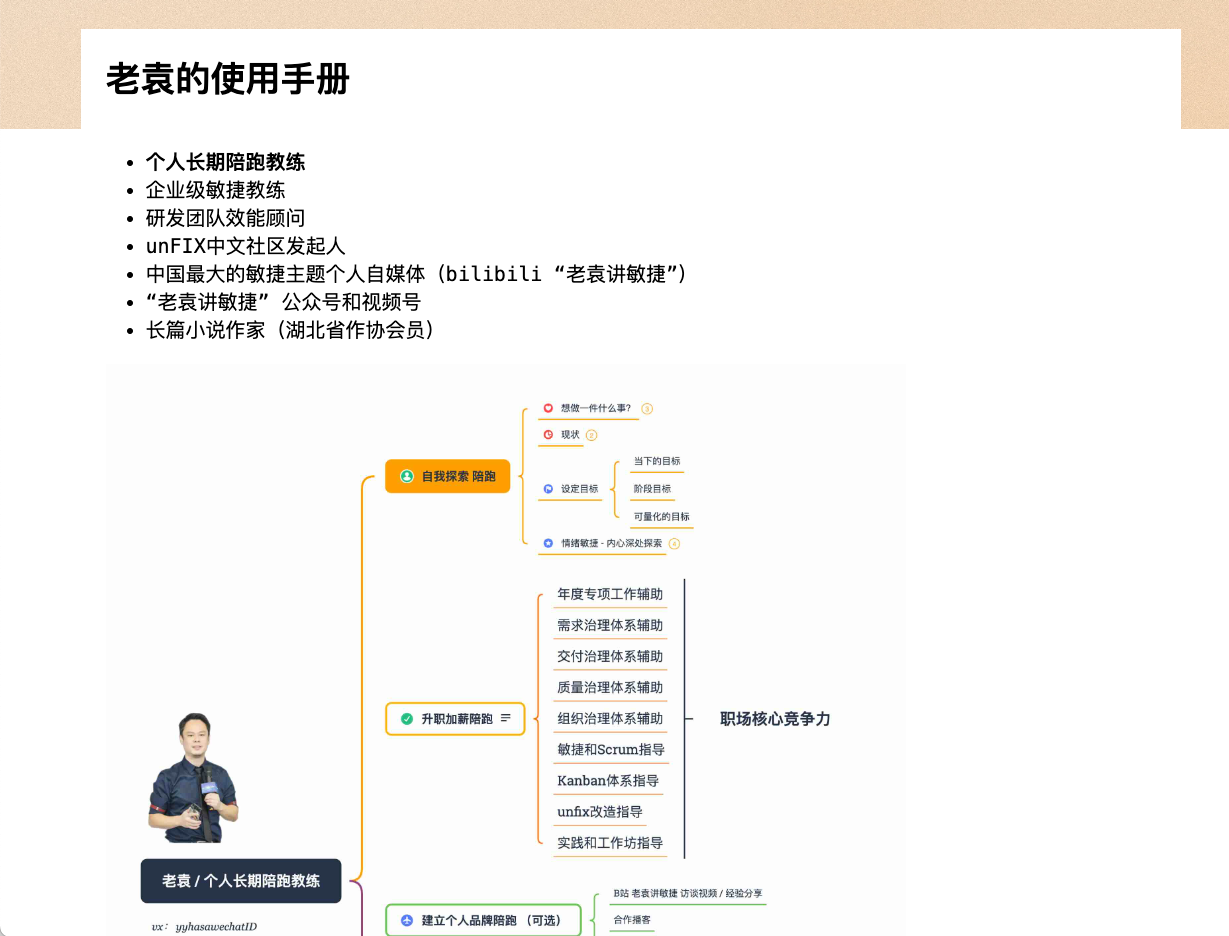 老袁的使用手册
个人长期陪跑教练
企业级敏捷教练
研发团队效能顾问
unFIX中文社区发起人
中国最大的敏捷主题个人自媒体（bilibili “老袁讲敏捷”）
“老袁讲敏捷” 公众号和视频号
长篇小说作家（湖北省作协会员）
想做一件什么事? 3
现状 2
自我探索 陪跑
当下的目标
设定目标
阶段目标
可量化的目标
情绪敏捷 - 内心深处探索 4
年度专项工作辅助
需求治理体系辅助
交付治理体系辅助
质量治理体系辅助
升职加薪陪跑
组织治理体系辅助
职场核心竞争力
敏捷和Scrum指导
Kanban体系指导
unfix改造指导
实践和工作坊指导
老袁 / 个人长期陪跑教练
vx： yyhasawechatID
B站 老袁讲敏捷 访谈视频 / 经验分享
建立个人品牌陪跑 （可选）
合作播客